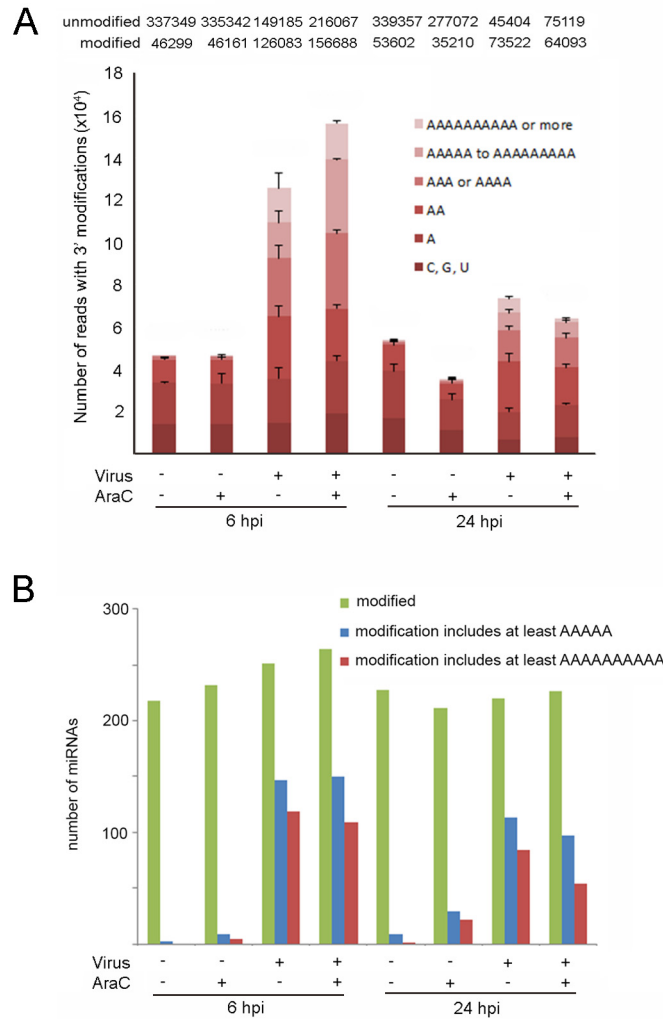 A
unmodified 337349 335342 149185 216067 339357 277072 45404 75119
modified 46299 46161 126083 156688 53602 35210 73522 64093
Number of reads with 3' modifications (x10⁴)
18
16
14
12
10
8
6
4
2
AAAAAAAAAA or more
AAAAA to AAAAAAAAA
AAA or AAAA
AA
A
C, G, U
Virus - - + + - - + +
AraC - + - + - + - +
6 hpi 24 hpi
B
number of miRNAs
300
200
100
modified
modification includes at least AAAAA
modification includes at least AAAAAAAAAA
Virus - - + + - - + +
AraC - + - + - + - +
6 hpi 24 hpi